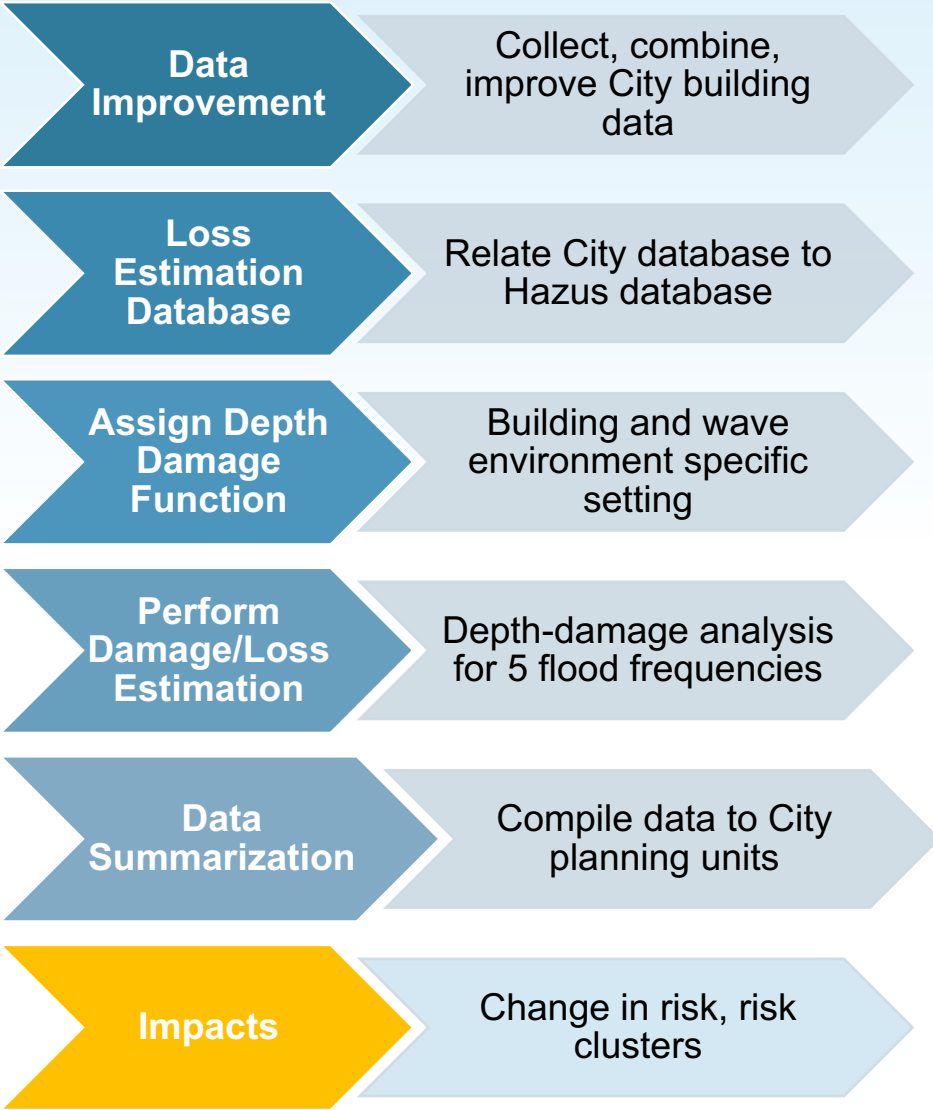 Data
Improvement
Collect, combine,
improve City building
data
Loss
Estimation
Database
Relate City database to
Hazus database
Assign Depth
Damage
Function
Building and wave
environment specific
setting
Perform
Damage/Loss
Estimation
Depth-damage analysis
for 5 flood frequencies
Data
Summarization
Compile data to City
planning units
Impacts
Change in risk, risk
clusters